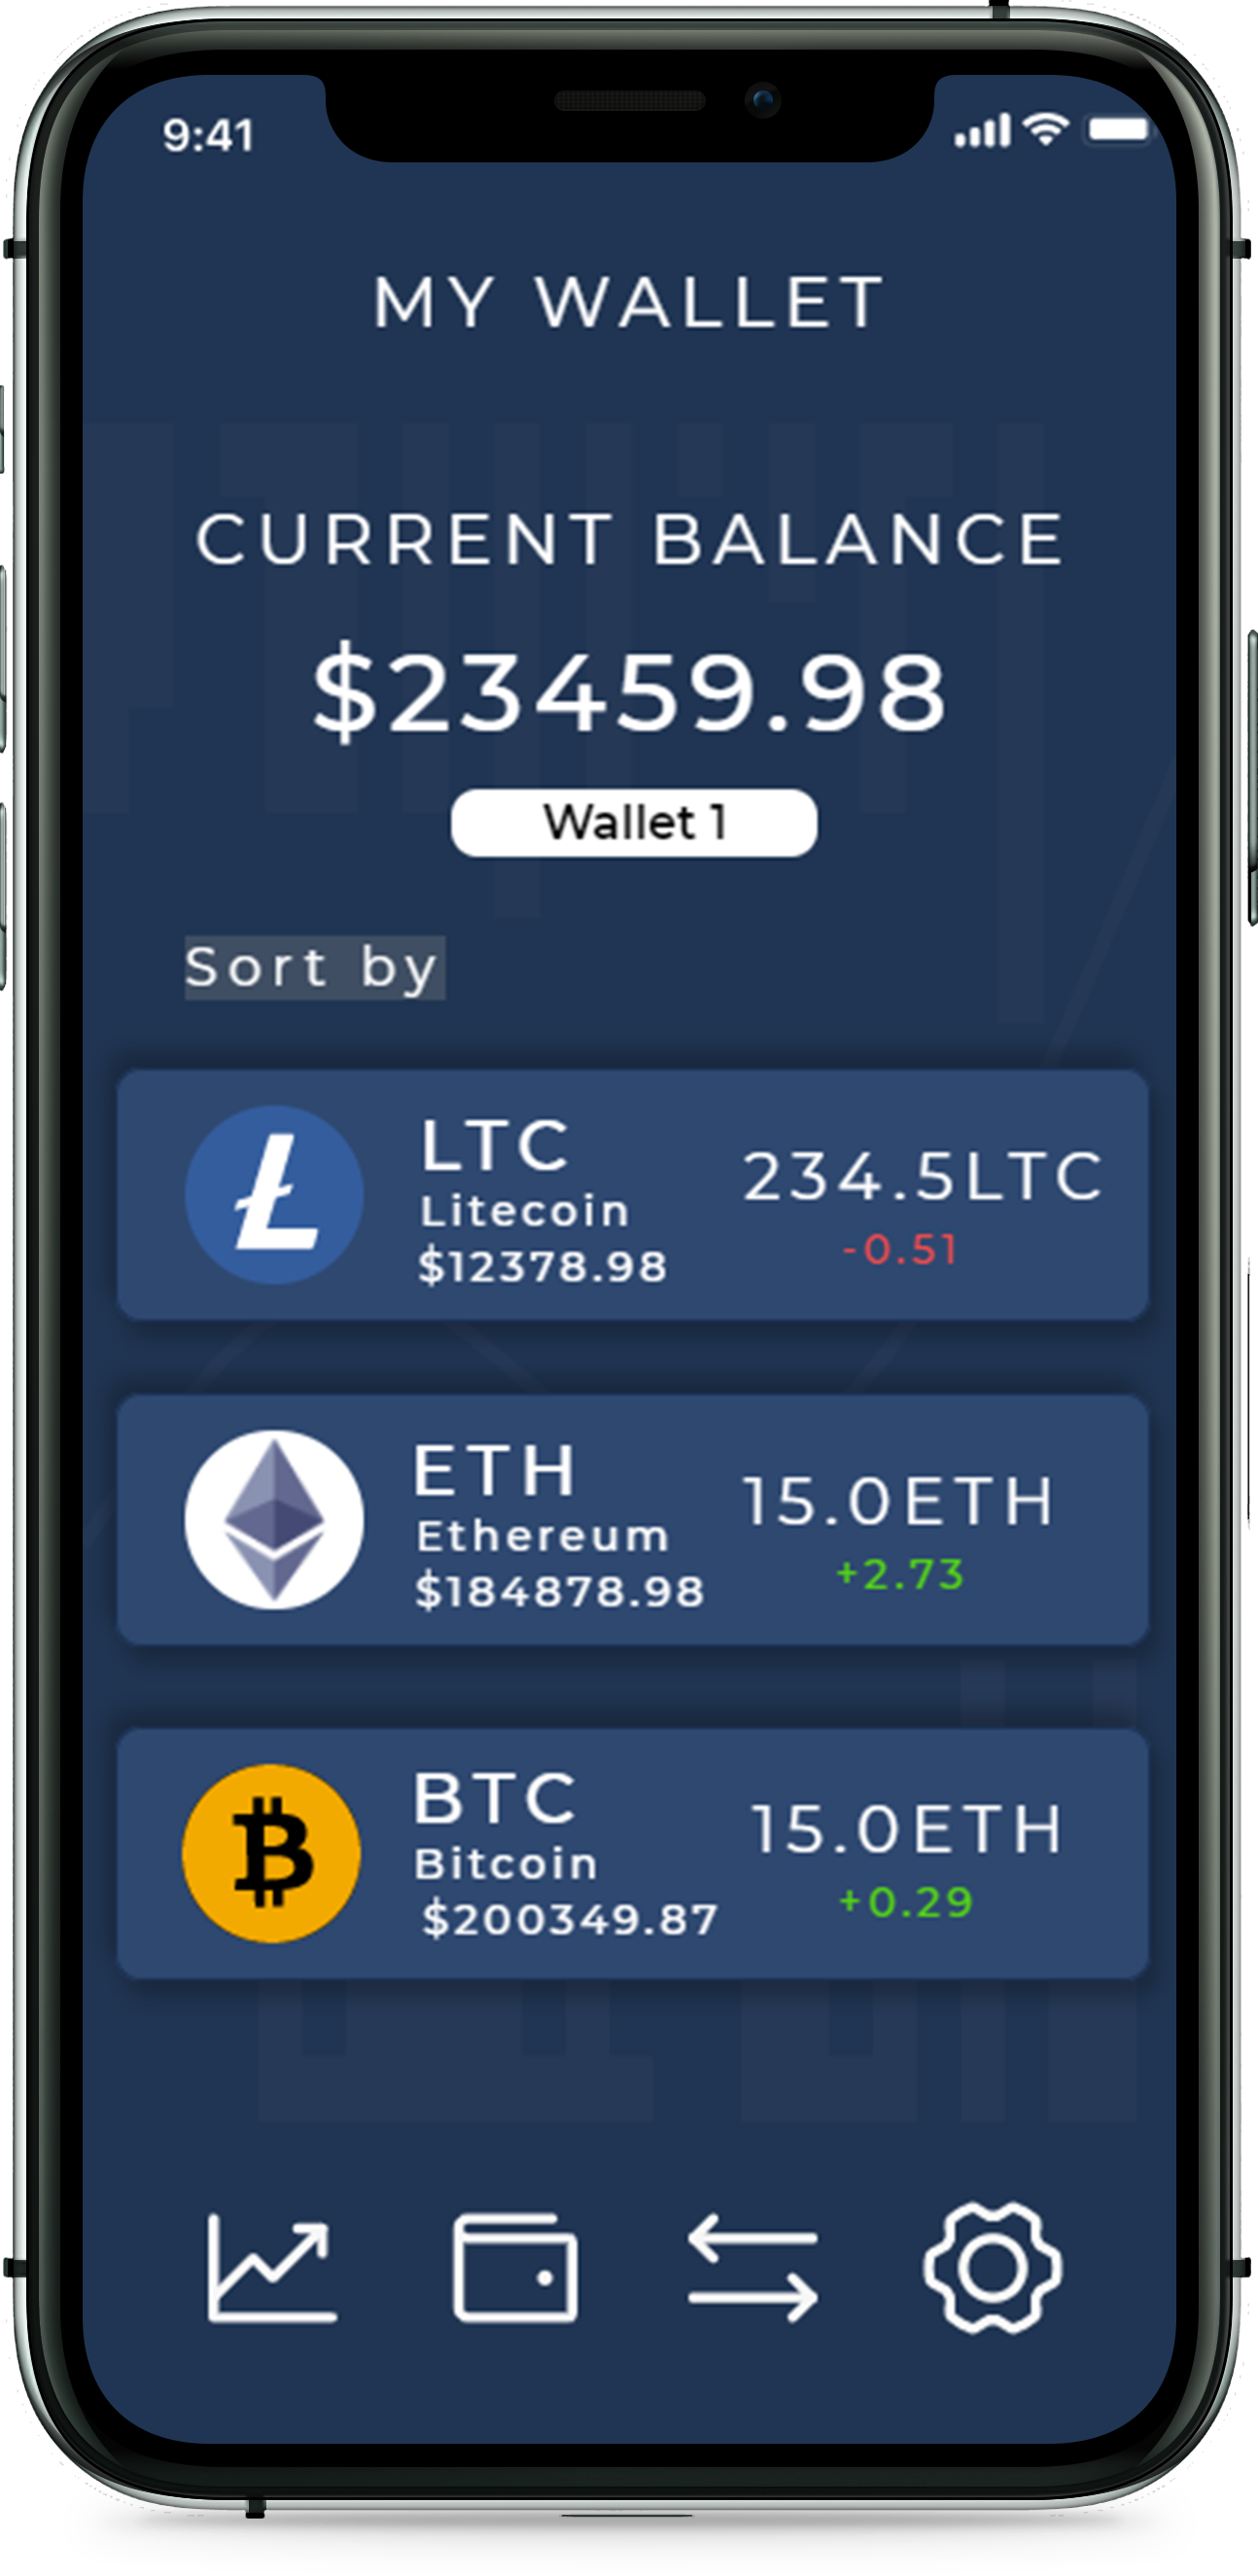 9:41
MY WALLET
CURRENT BALANCE
$23459.98
Wallet 1
Sort by
LTC
Litecoin
$12378.98
234.5LTC
-0.51
ETH
Ethereum
$184878.98
15.0ETH
+2.73
BTC
Bitcoin
$200349.87
15.0ETH
+0.29